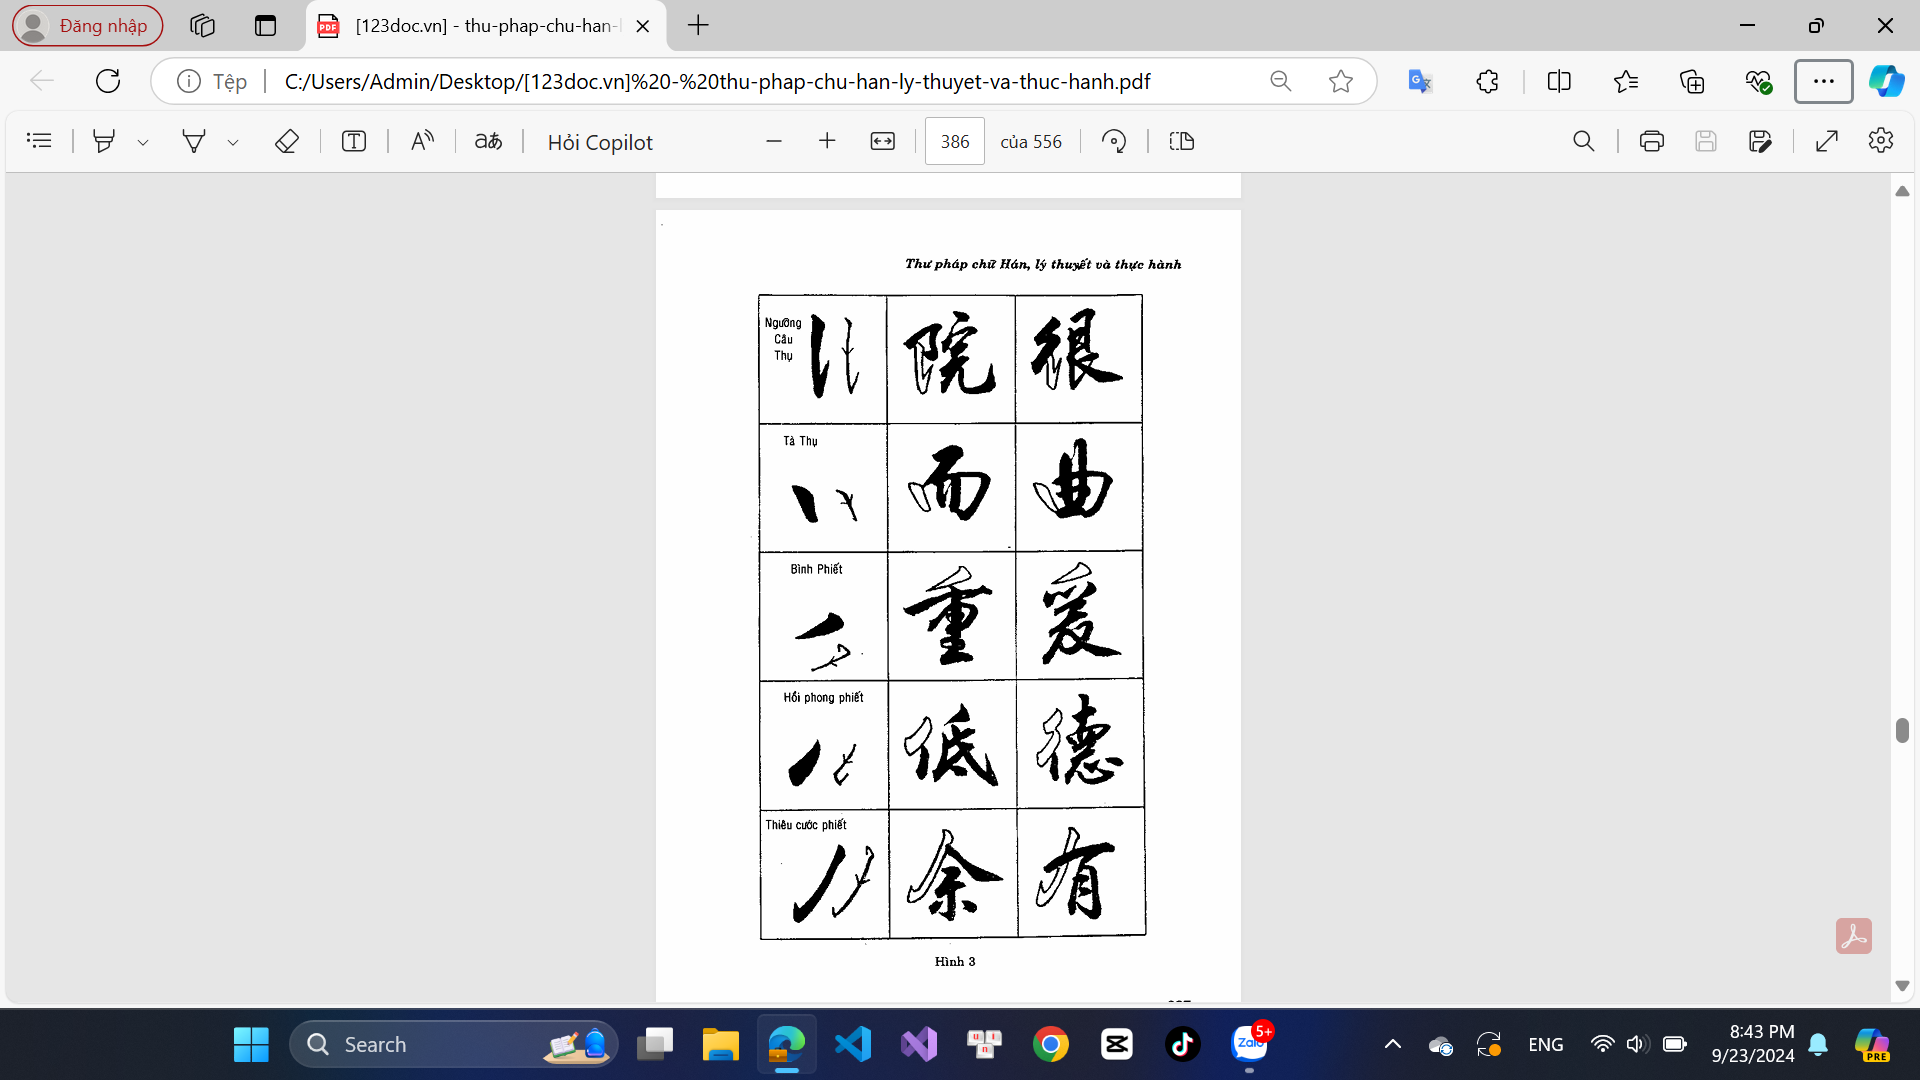 Đăng nhập
[123doc.vn] - thu-phap-chu-han-l
Tệp
C:/Users/Admin/Desktop/[123doc.vn]%20-%20thu-phap-chu-han-ly-thuyet-va-thuc-hanh.pdf
Hỏi Copilot
386
của 556
Thư pháp chữ Hán, lý thuyết và thực hành
Ngưỡng
Câu
Thụ
院
很
Tà Thụ
而
曲
Bình Phiết
重
爰
Hồi phong phiết
低
德
Thiêu cước phiết
余
有
Hình 3
Search
Zalo
5+
ENG
8:43 PM
9/23/2024
PRE